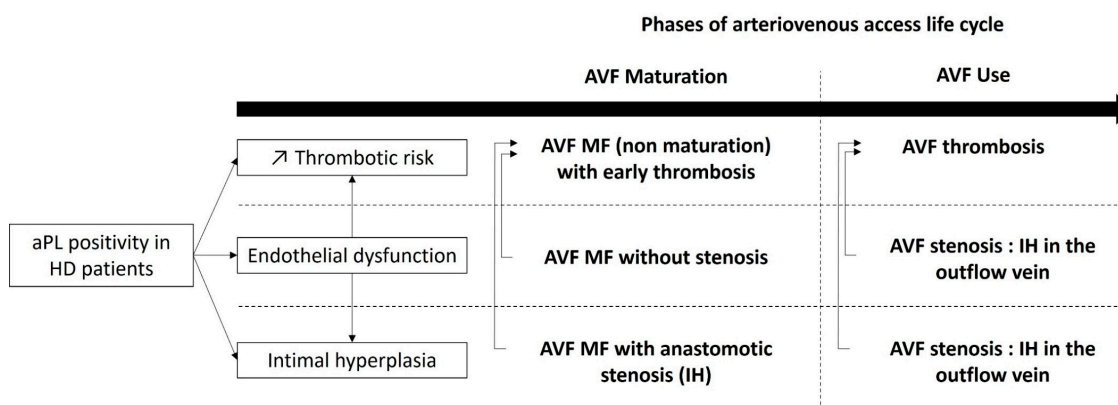 Phases of arteriovenous access life cycle
AVF Maturation
AVF Use
↗ Thrombotic risk
AVF MF (non maturation)
with early thrombosis
AVF thrombosis
aPL positivity in
HD patients
Endothelial dysfunction
AVF MF without stenosis
AVF stenosis : IH in the
outflow vein
Intimal hyperplasia
AVF MF with anastomotic
stenosis (IH)
AVF stenosis : IH in the
outflow vein